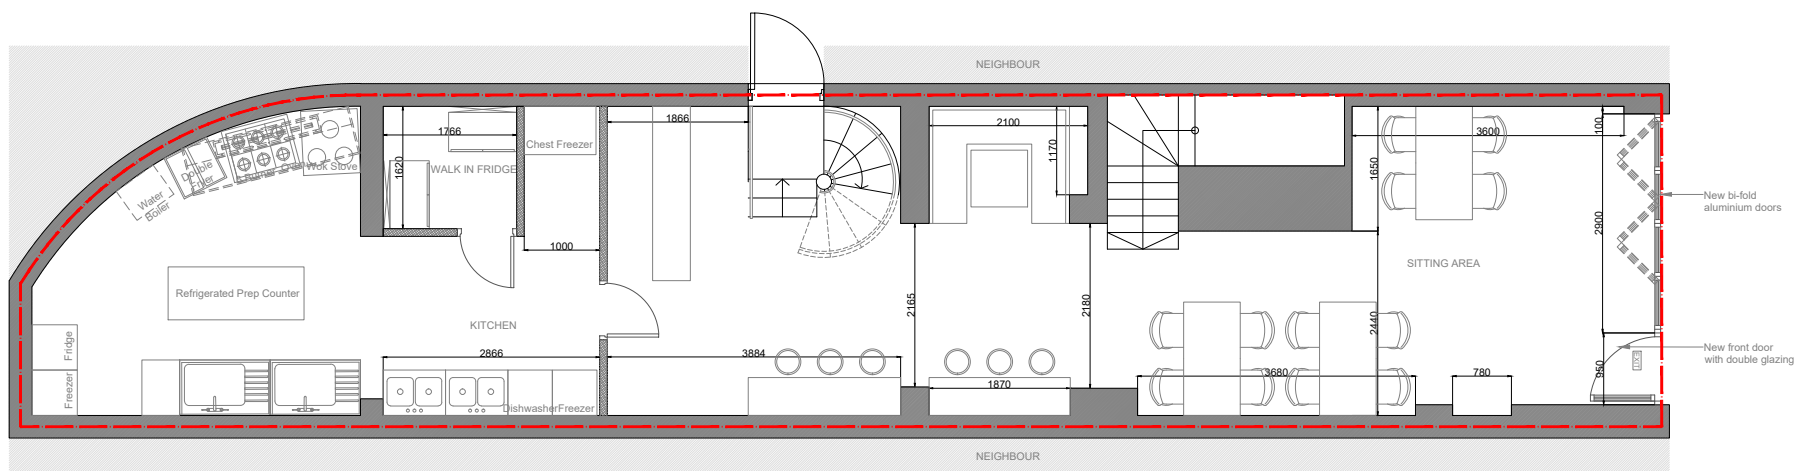 NEIGHBOUR
1766
1620
WALK IN FRIDGE
Chest Freezer
1000
1866
2100
1170
3600
100
1650
2900
New bi-fold
aluminium doors
Double
Fryer
Wok Stove
Water
Boiler
Refrigerated Prep Counter
KITCHEN
SITTING AREA
2165
2180
2440
Fridge
Freezer
2866
3884
1870
3680
780
950
EXIT
New front door
with double glazing
Dishwasher
Freezer
NEIGHBOUR